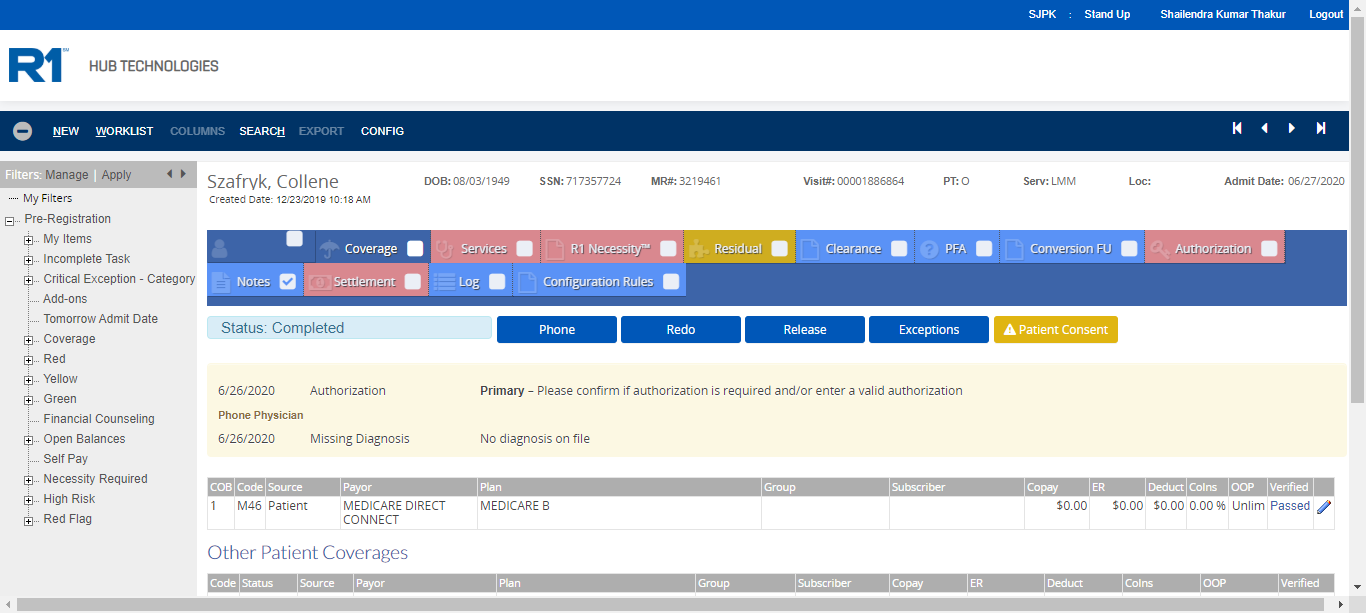 SJPK : Stand Up Shailendra Kumar Thakur Logout
R1 HUB TECHNOLOGIES
NEW WORKLIST COLUMNS SEARCH EXPORT CONFIG
Filters: Manage | Apply
My Filters
Pre-Registration
My Items
Incomplete Task
Critical Exception - Category
Add-ons
Tomorrow Admit Date
Coverage
Red
Yellow
Green
Financial Counseling
Open Balances
Self Pay
Necessity Required
High Risk
Red Flag
Szafryk, Collene DOB: 08/03/1949 SSN: 717357724 MR#: 3219461 Visit#: 00001886864 PT: O Serv: LMM Loc: Admit Date: 06/27/2020
Created Date: 12/23/2019 10:18 AM
Coverage Services R1 Necessity™ Residual Clearance PFA Conversion FU Authorization
Notes Settlement Log Configuration Rules
Status: Completed Phone Redo Release Exceptions Patient Consent
6/26/2020 Authorization Primary – Please confirm if authorization is required and/or enter a valid authorization
Phone Physician
6/26/2020 Missing Diagnosis No diagnosis on file
COB Code Source Payor Plan Group Subscriber Copay ER Deduct CoIns OOP Verified
1 M46 Patient MEDICARE DIRECT MEDICARE B $0.00 $0.00 $0.00 0.00 % Unlim Passed
CONNECT
Other Patient Coverages
Code Status Source Payor Plan Group Subscriber Copay ER Deduct CoIns OOP Verified